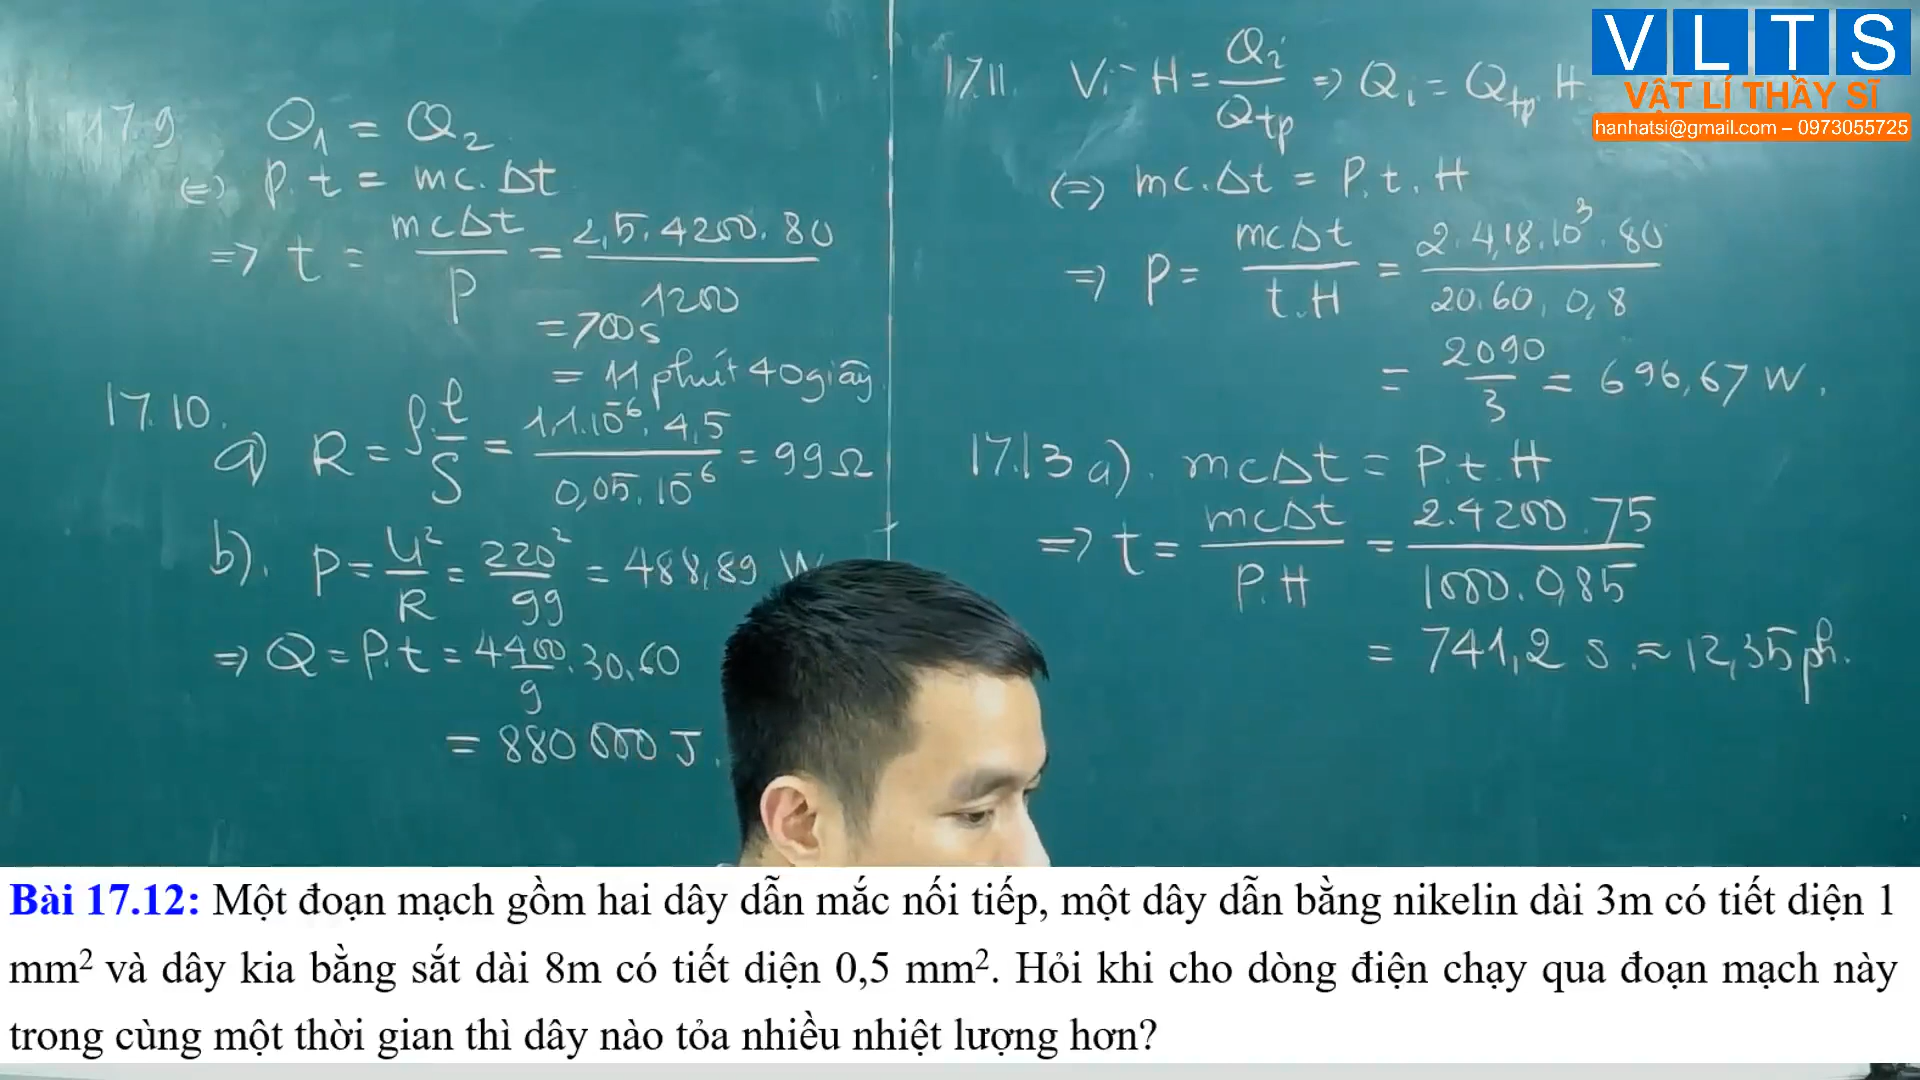 VLTS
VẬT LÍ THẦY SĨ
hanhatsi@gmail.com – 0973055725
17.9 Q₁ = Q₂
(=) P.t = mc.Δt
=> t = mcΔt / P = 2,5.4200.80 / 1200
= 700s
= 11 phút 40 giây
17.10.
a) R = ρ.l / S = 1,1.10⁻⁶.4,5 / 0,05.10⁻⁶ = 99Ω
b). P = U² / R = 220² / 99 = 488,89 W
=> Q = P.t = 4400 / 9 . 30.60
= 880 000 J.
17.11. Vì H = Qi / Qtp => Qi = Qtp.H
(=) mc.Δt = P.t.H
=> P = mcΔt / t.H = 2.4,18.10³.80 / 20.60.0,8
= 2090 / 3 = 696,67 W.
17.13 a). mcΔt = P.t.H
=> t = mcΔt / P.H = 2.4200.75 / 1000.0,85
= 741,2 s. ≈ 12,35 ph.
Bài 17.12: Một đoạn mạch gồm hai dây dẫn mắc nối tiếp, một dây dẫn bằng nikelin dài 3m có tiết diện 1
mm² và dây kia bằng sắt dài 8m có tiết diện 0,5 mm². Hỏi khi cho dòng điện chạy qua đoạn mạch này
trong cùng một thời gian thì dây nào tỏa nhiều nhiệt lượng hơn?